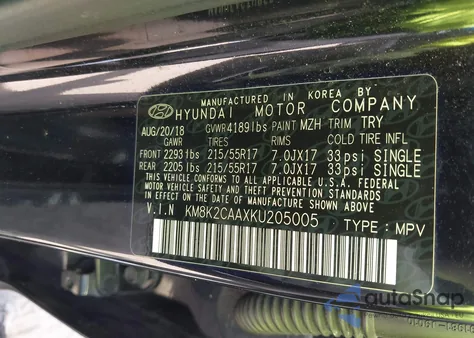 MANUFACTURED IN KOREA BY
HYUNDAI MOTOR COMPANY
AUG/20/18 GVWR 4189lbs PAINT MZH TRIM TRY
GAWR TIRES RIMS COLD TIRE INFL
FRONT 2293 lbs 215/55R17 7.0JX17 33psi SINGLE
REAR 2205 lbs 215/55R17 7.0JX17 33psi SINGLE
THIS VEHICLE CONFORMS TO ALL APPLICABLE U.S.A. FEDERAL
MOTOR VEHICLE SAFETY, BUMPER, AND THEFT PREVENTION STANDARDS
IN EFFECT ON THE DATE OF MANUFACTURE SHOWN ABOVE.
V.I.N KM8K2CAAXKU205005 TYPE: MPV
autoSnap